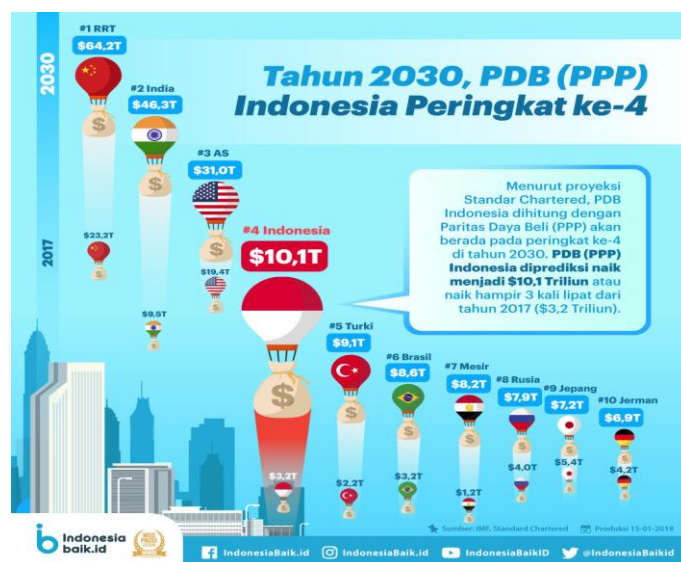 2030
2017
Tahun 2030, PDB (PPP)
Indonesia Peringkat ke-4
#1 RRT
$64,2T
$23,2T
#2 India
$46,3T
$9,5T
#3 AS
$31,0T
$19,4T
#4 Indonesia
$10,1T
$3,2T
Menurut proyeksi
Standar Chartered, PDB
Indonesia dihitung dengan
Paritas Daya Beli (PPP) akan
berada pada peringkat ke-4
di tahun 2030. PDB (PPP)
Indonesia diprediksi naik
menjadi $10,1 Triliun atau
naik hampir 3 kali lipat dari
tahun 2017 ($3,2 Triliun).
#5 Turki
$9,1T
$2,2T
#6 Brasil
$8,6T
$3,2T
#7 Mesir
$8,2T
$1,2T
#8 Rusia
$7,9T
$4,0T
#9 Jepang
$7,2T
$5,4T
#10 Jerman
$6,9T
$4,2T
Sumber: IMF, Standard Chartered
Produksi 15-01-2019
Indonesia
baik.id
IndonesiaBaik.id
IndonesiaBaik.id
IndonesiaBaikID
@IndonesiaBaikid